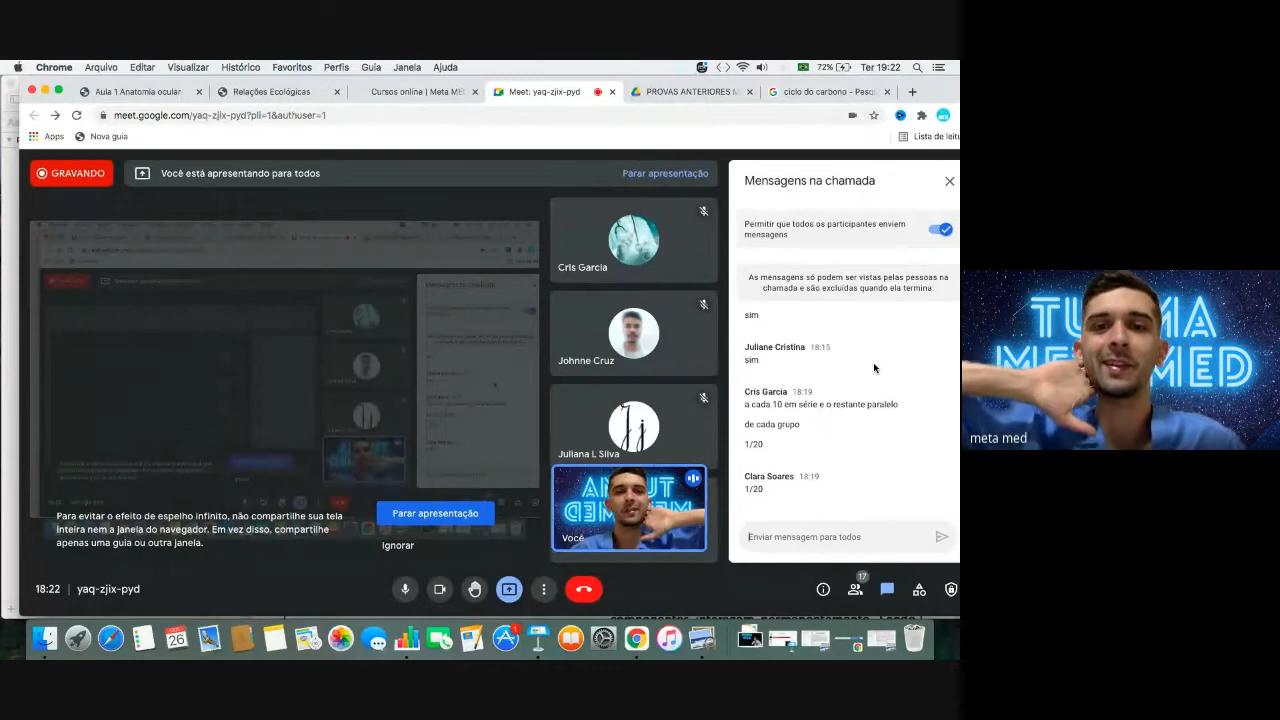 Chrome Arquivo Editar Visualizar Histórico Favoritos Perfis Guia Janela Ajuda
72% Ter 19:22
Aula 1 Anatomia ocular
Relações Ecológicas
Cursos online | Meta ME
Meet: yaq-zjix-pyd
PROVAS ANTERIORES M
ciclo do carbono - Pesq
meet.google.com/yaq-zjix-pyd?pli=1&authuser=1
Apps Nova guia
Lista de leitu
GRAVANDO
Você está apresentando para todos
Parar apresentação
Mensagens na chamada
Permitir que todos os participantes enviem
mensagens
As mensagens só podem ser vistas pelas pessoas na
chamada e são excluídas quando ela termina.
sim
Juliane Cristina 18:15
sim
Cris Garcia 18:19
a cada 10 em série e o restante paralelo
de cada grupo
1/20
Clara Soares 18:19
1/20
Enviar mensagem para todos
Cris Garcia
Johnne Cruz
Juliana L Silva
Você
Para evitar o efeito de espelho infinito, não compartilhe sua tela
inteira nem a janela do navegador. Em vez disso, compartilhe
apenas uma guia ou outra janela.
Parar apresentação
Ignorar
18:22 | yaq-zjix-pyd
17
OUT
26
1
meta med